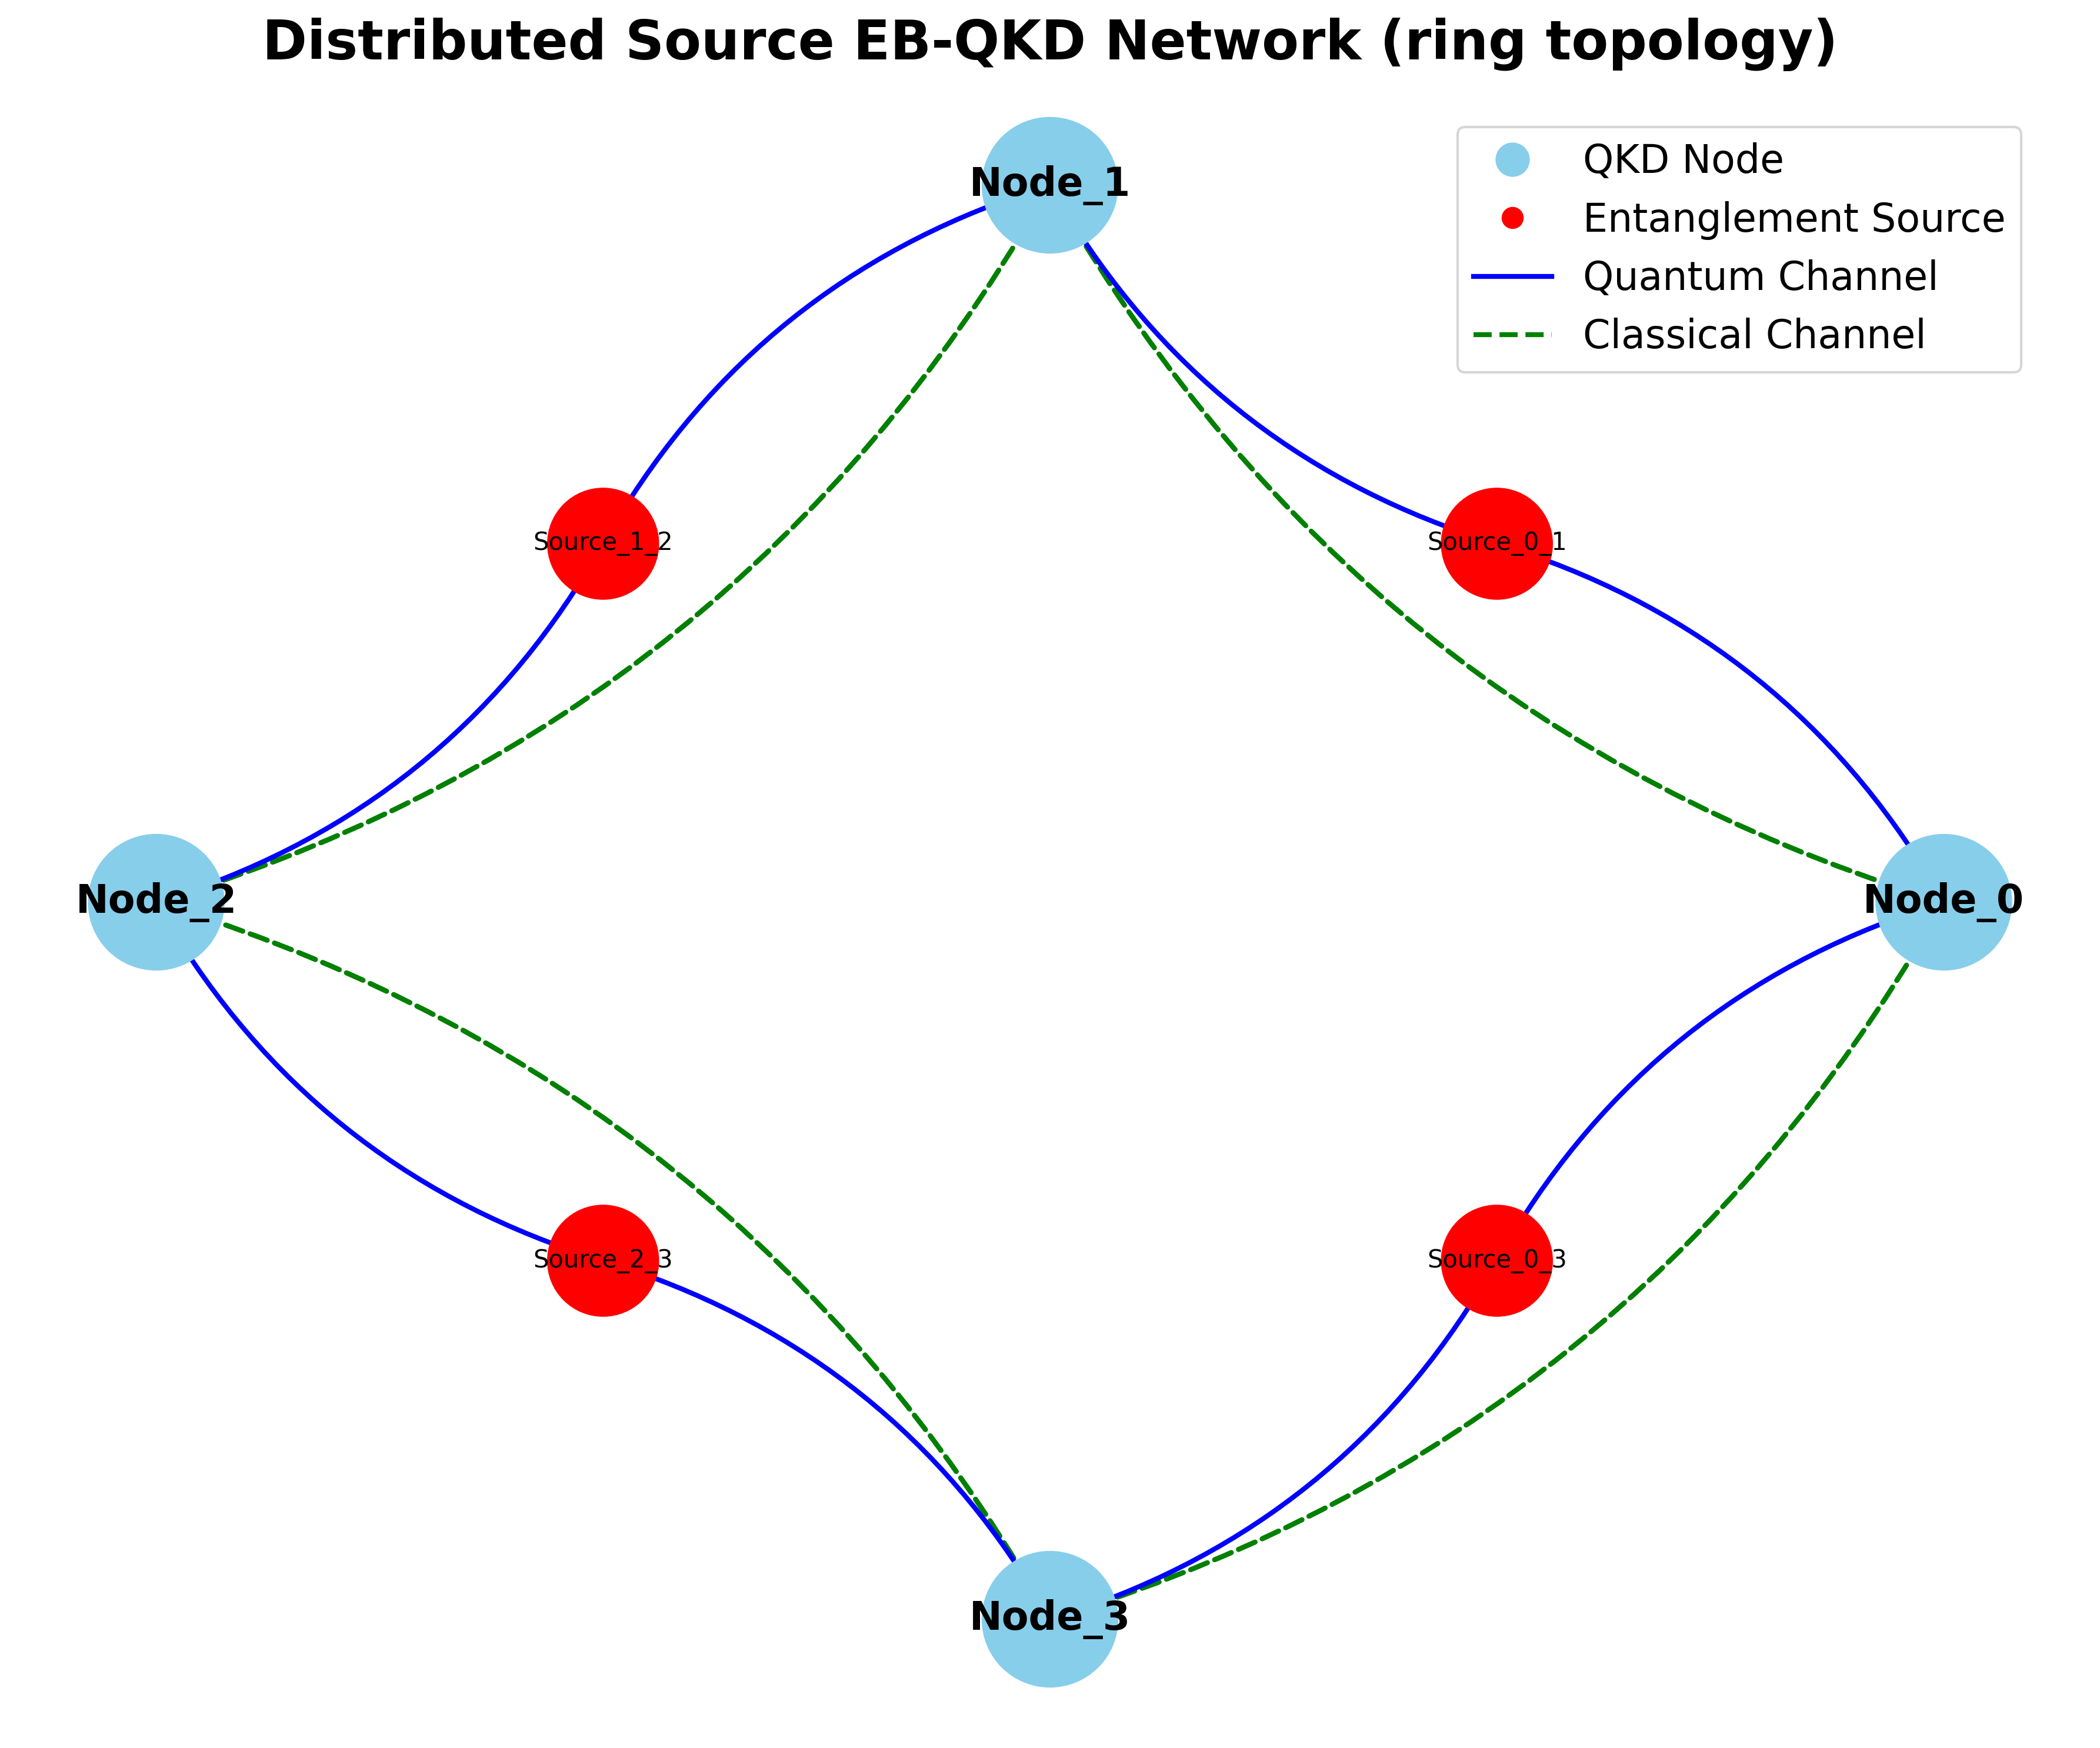 Distributed Source EB-QKD Network (ring topology)
QKD Node
Entanglement Source
Quantum Channel
Classical Channel
Node_1
Source_1_2
Source_0_1
Node_2
Node_0
Source_2_3
Source_0_3
Node_3